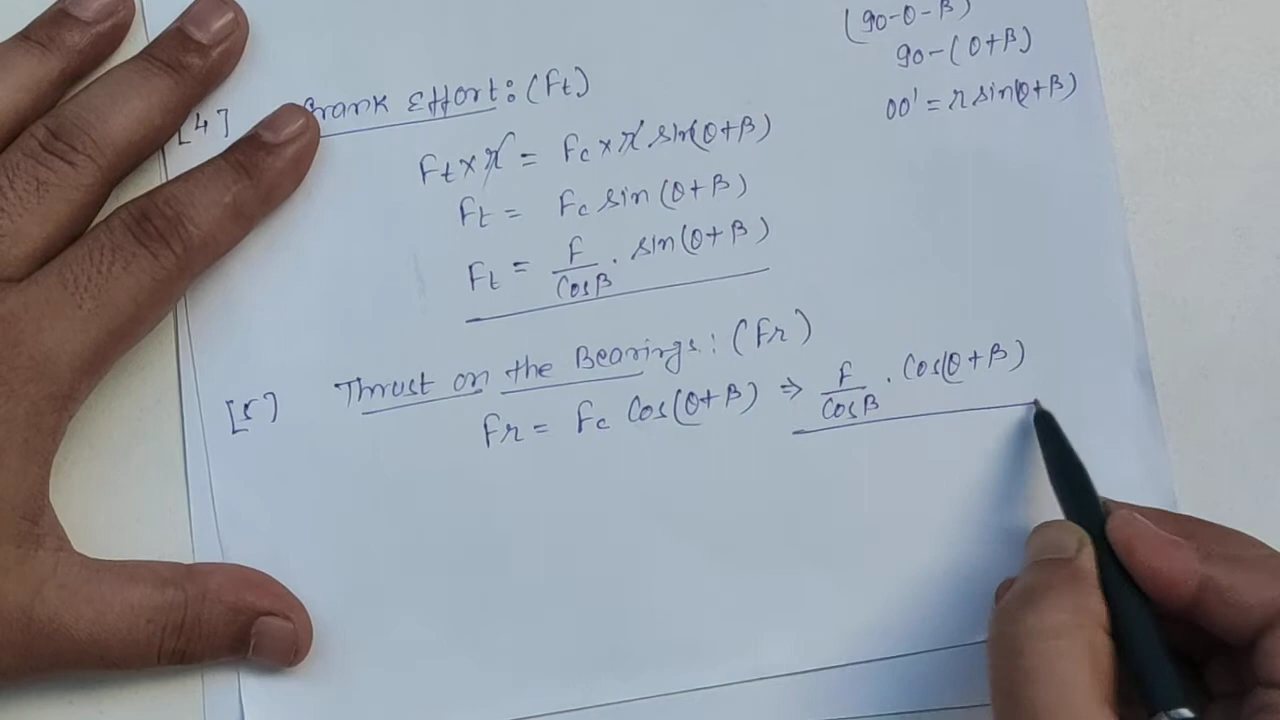 (90-θ-β)
90-(θ+β)
OO' = r sin(θ+β)
[4] Crank Effort: (Ft)
Ft × r = Fc × r sin(θ+β)
Ft = Fc sin(θ+β)
Ft = F/Cosβ . sin(θ+β)
[5] Thrust on the Bearings: (Fr)
Fr = Fc Cos(θ+β) ⇒ F/Cosβ . Cos(θ+β)